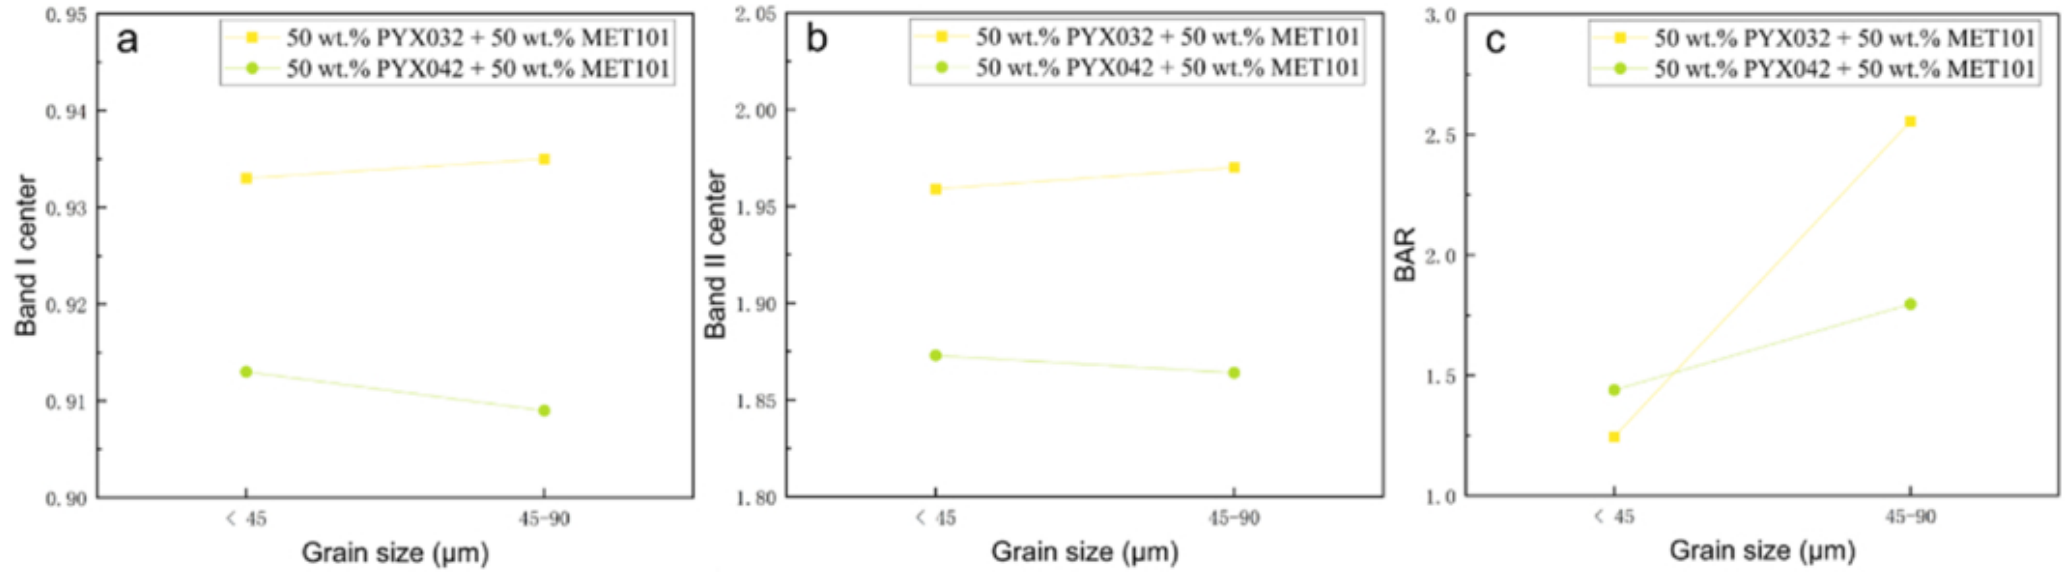 a
50 wt.% PYX032 + 50 wt.% MET101
50 wt.% PYX042 + 50 wt.% MET101
0.95
0.94
0.93
0.92
0.91
0.90
Band I center
< 45
45-90
Grain size (μm)
b
50 wt.% PYX032 + 50 wt.% MET101
50 wt.% PYX042 + 50 wt.% MET101
2.05
2.00
1.95
1.90
1.85
1.80
Band II center
< 45
45-90
Grain size (μm)
c
50 wt.% PYX032 + 50 wt.% MET101
50 wt.% PYX042 + 50 wt.% MET101
3.0
2.5
2.0
1.5
1.0
BAR
< 45
45-90
Grain size (μm)